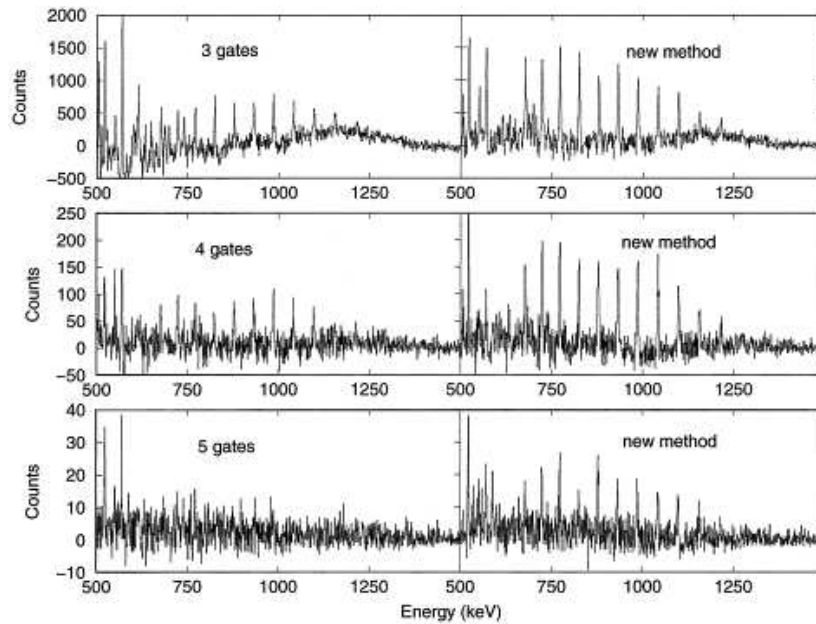 2000
1500
1000
500
0
−500
Counts
3 gates
new method
500 750 1000 1250 500 750 1000 1250
250
200
150
100
50
0
−50
Counts
4 gates
new method
500 750 1000 1250 500 750 1000 1250
40
30
20
10
0
−10
Counts
5 gates
new method
500 750 1000 1250 500 750 1000 1250
Energy (keV)